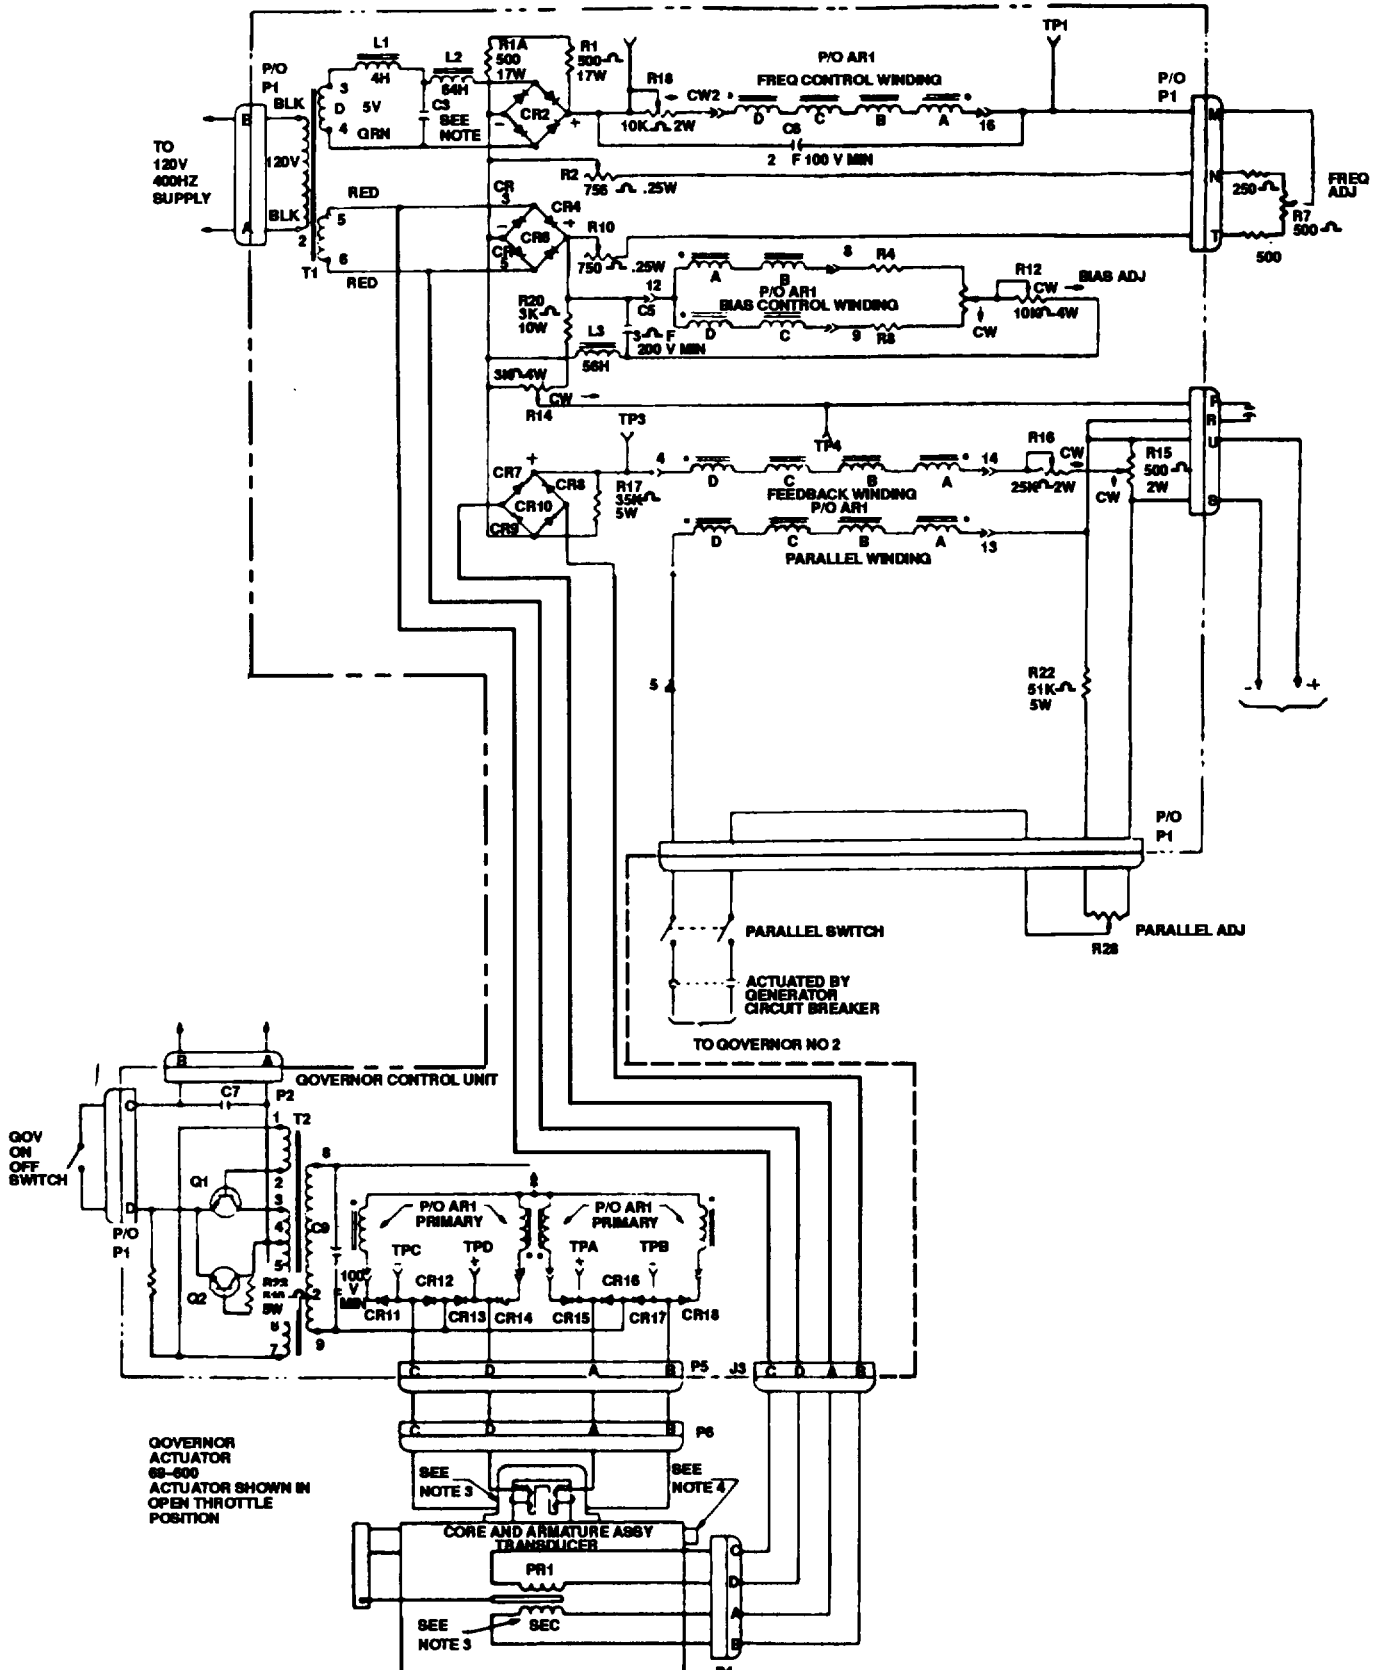 TO
120V
400HZ
SUPPLY
P/O
P1
BLK
B
120V
BLK
A
2
T1
3
D
4
5V
GRN
L1
4H
L2
64H
C3
SEE
NOTE
RED
5
6
RED
R1A
500
17W
R1
500
17W
CR2
-
+
R18
10K 2W
CW2
P/O AR1
FREQ CONTROL WINDING
D C B A
16
C6
2 F 100 V MIN
TP1
P/O
P1
M
N
T
250
FREQ
ADJ
R7
500
500
R2
756 .25W
CR
3
CR4
CR6
5
-
+
R10
750 .25W
12
C5
3 F
200 V MIN
R20
3K
10W
L3
56H
A B
P/O AR1
BIAS CONTROL WINDING
D C
8
R4
9
R8
CW
R12
CW
BIAS ADJ
10K 4W
3K 4W
R14
CW
TP3
TP4
P
R
U
S
CR7
+
CR8
CR10
CR9
R17
35K
5W
4
D C B A
14
FEEDBACK WINDING
P/O AR1
D C B A
13
PARALLEL WINDING
R16
CW
25K 2W
R15
500
2W
CW
5
R22
51K
5W
- +
P/O
P1
PARALLEL SWITCH
PARALLEL ADJ
R28
ACTUATED BY
GENERATOR
CIRCUIT BREAKER
TO GOVERNOR NO 2
B A
GOVERNOR CONTROL UNIT
C7
P2
C
GOV
ON
OFF
SWITCH
D
P/O
P1
Q1
Q2
1
T2
2
3
4
5
5W
7
8
C9
9
100
V
MIN
P/O AR1
PRIMARY
P/O AR1
PRIMARY
TPC
-
TPD
+
TPA
+
TPB
-
CR12
CR16
CR11
CR13
CR14
CR15
CR17
CR18
C D A B
P5
J3
C D A B
C D A B
P6
GOVERNOR
ACTUATOR
69-600
ACTUATOR SHOWN IN
OPEN THROTTLE
POSITION
SEE
NOTE 3
SEE
NOTE 4
CORE AND ARMATURE ASSY
TRANSDUCER
PR1
SEE
NOTE 3
SEC
C
D
A
B